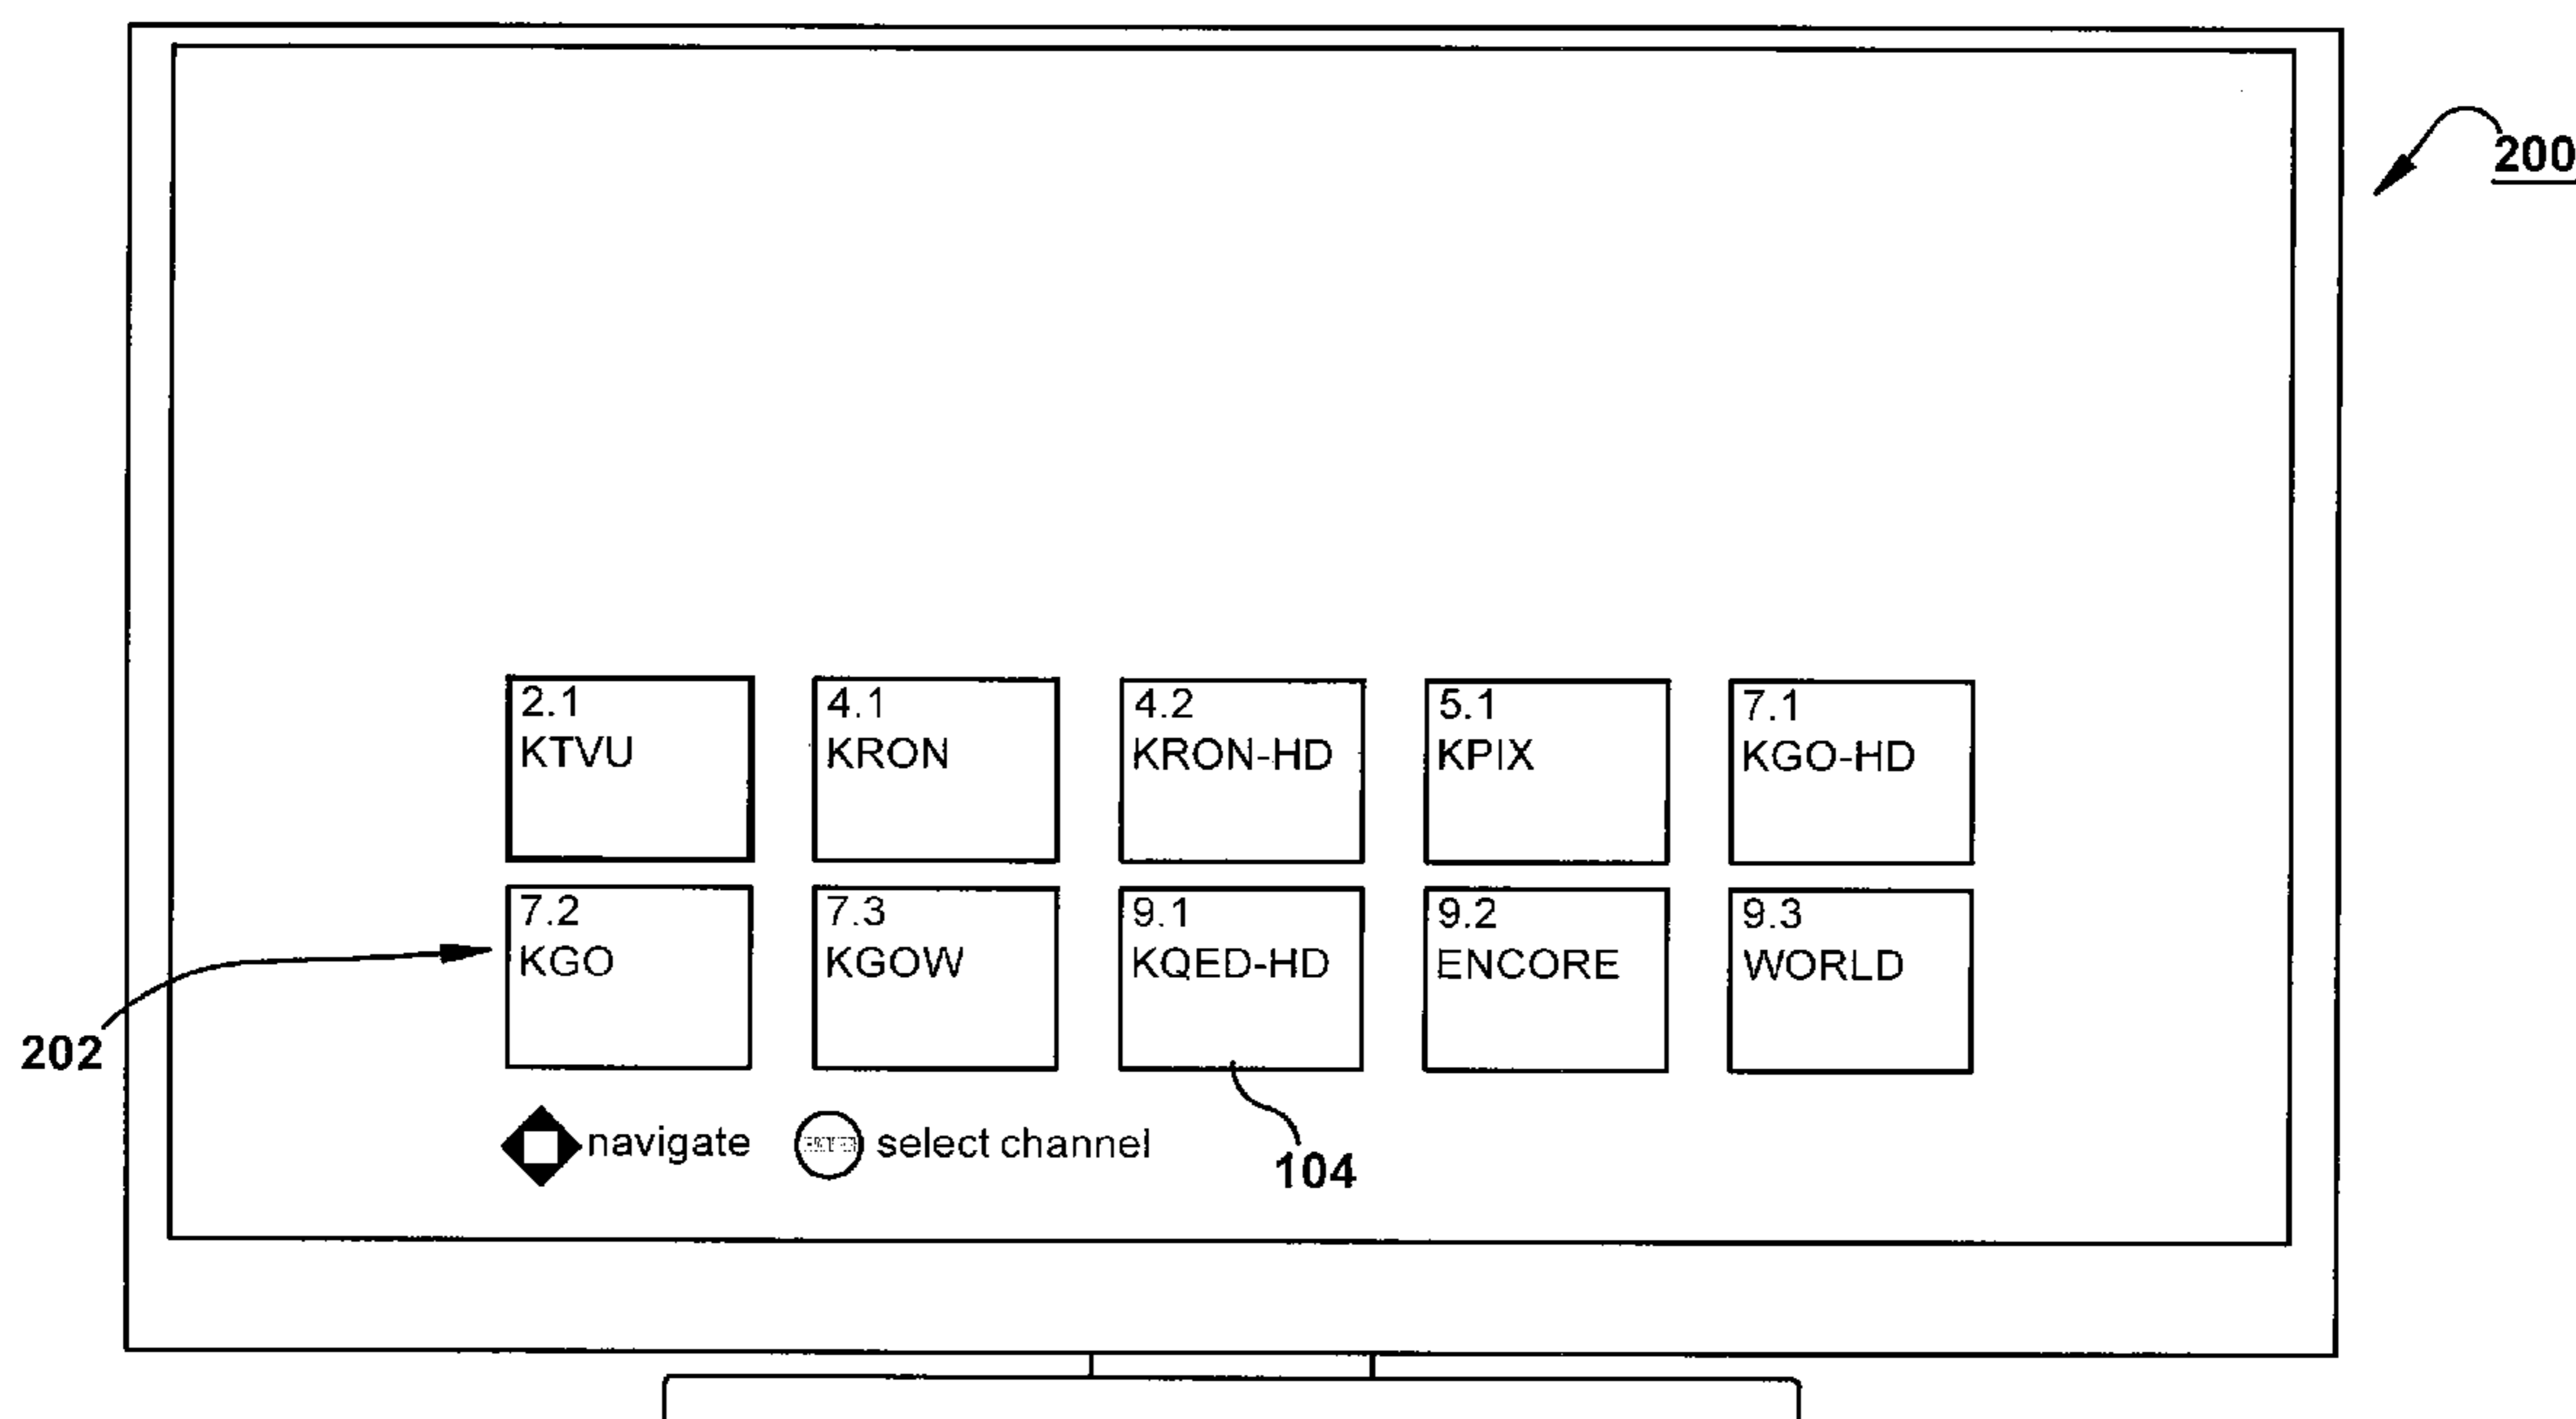 200
2.1 4.1 4.2 5.1 7.1
KTVU KRON KRON-HD KPIX KGO-HD
7.2 7.3 9.1 9.2 9.3
KGO KGOW KQED-HD ENCORE WORLD
202
navigate select channel
104